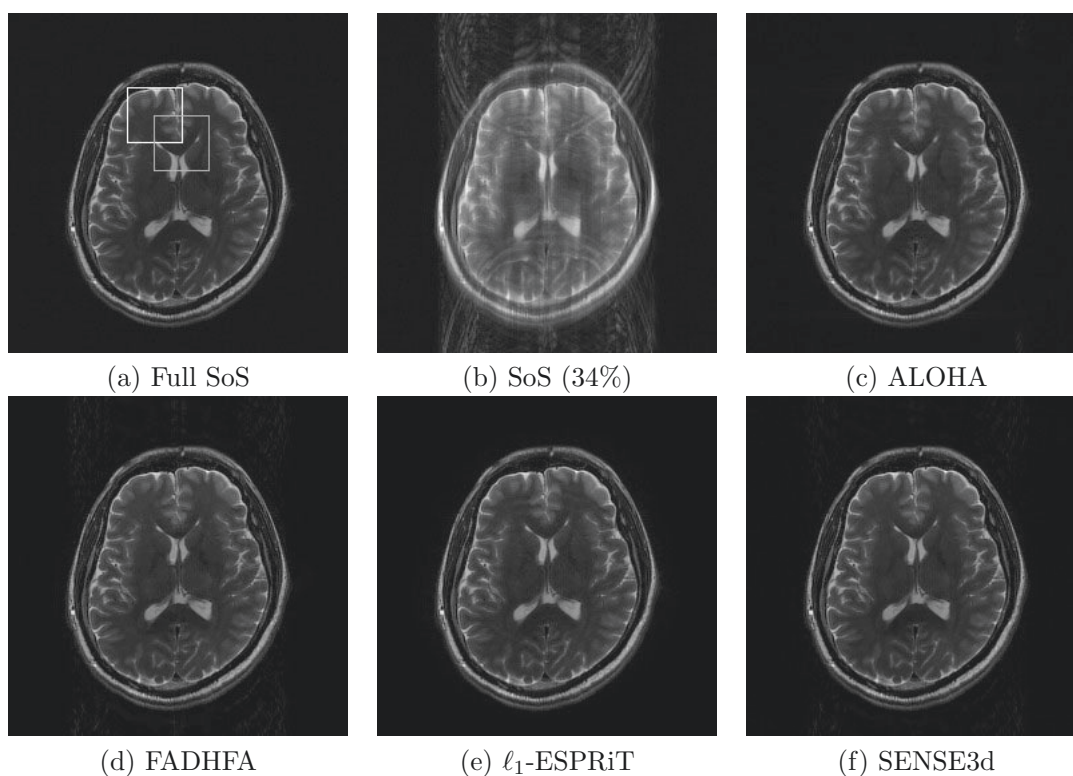 (a) Full SoS
(b) SoS (34%)
(c) ALOHA
(d) FADHFA
(e) ℓ₁-ESPRiT
(f) SENSE3d